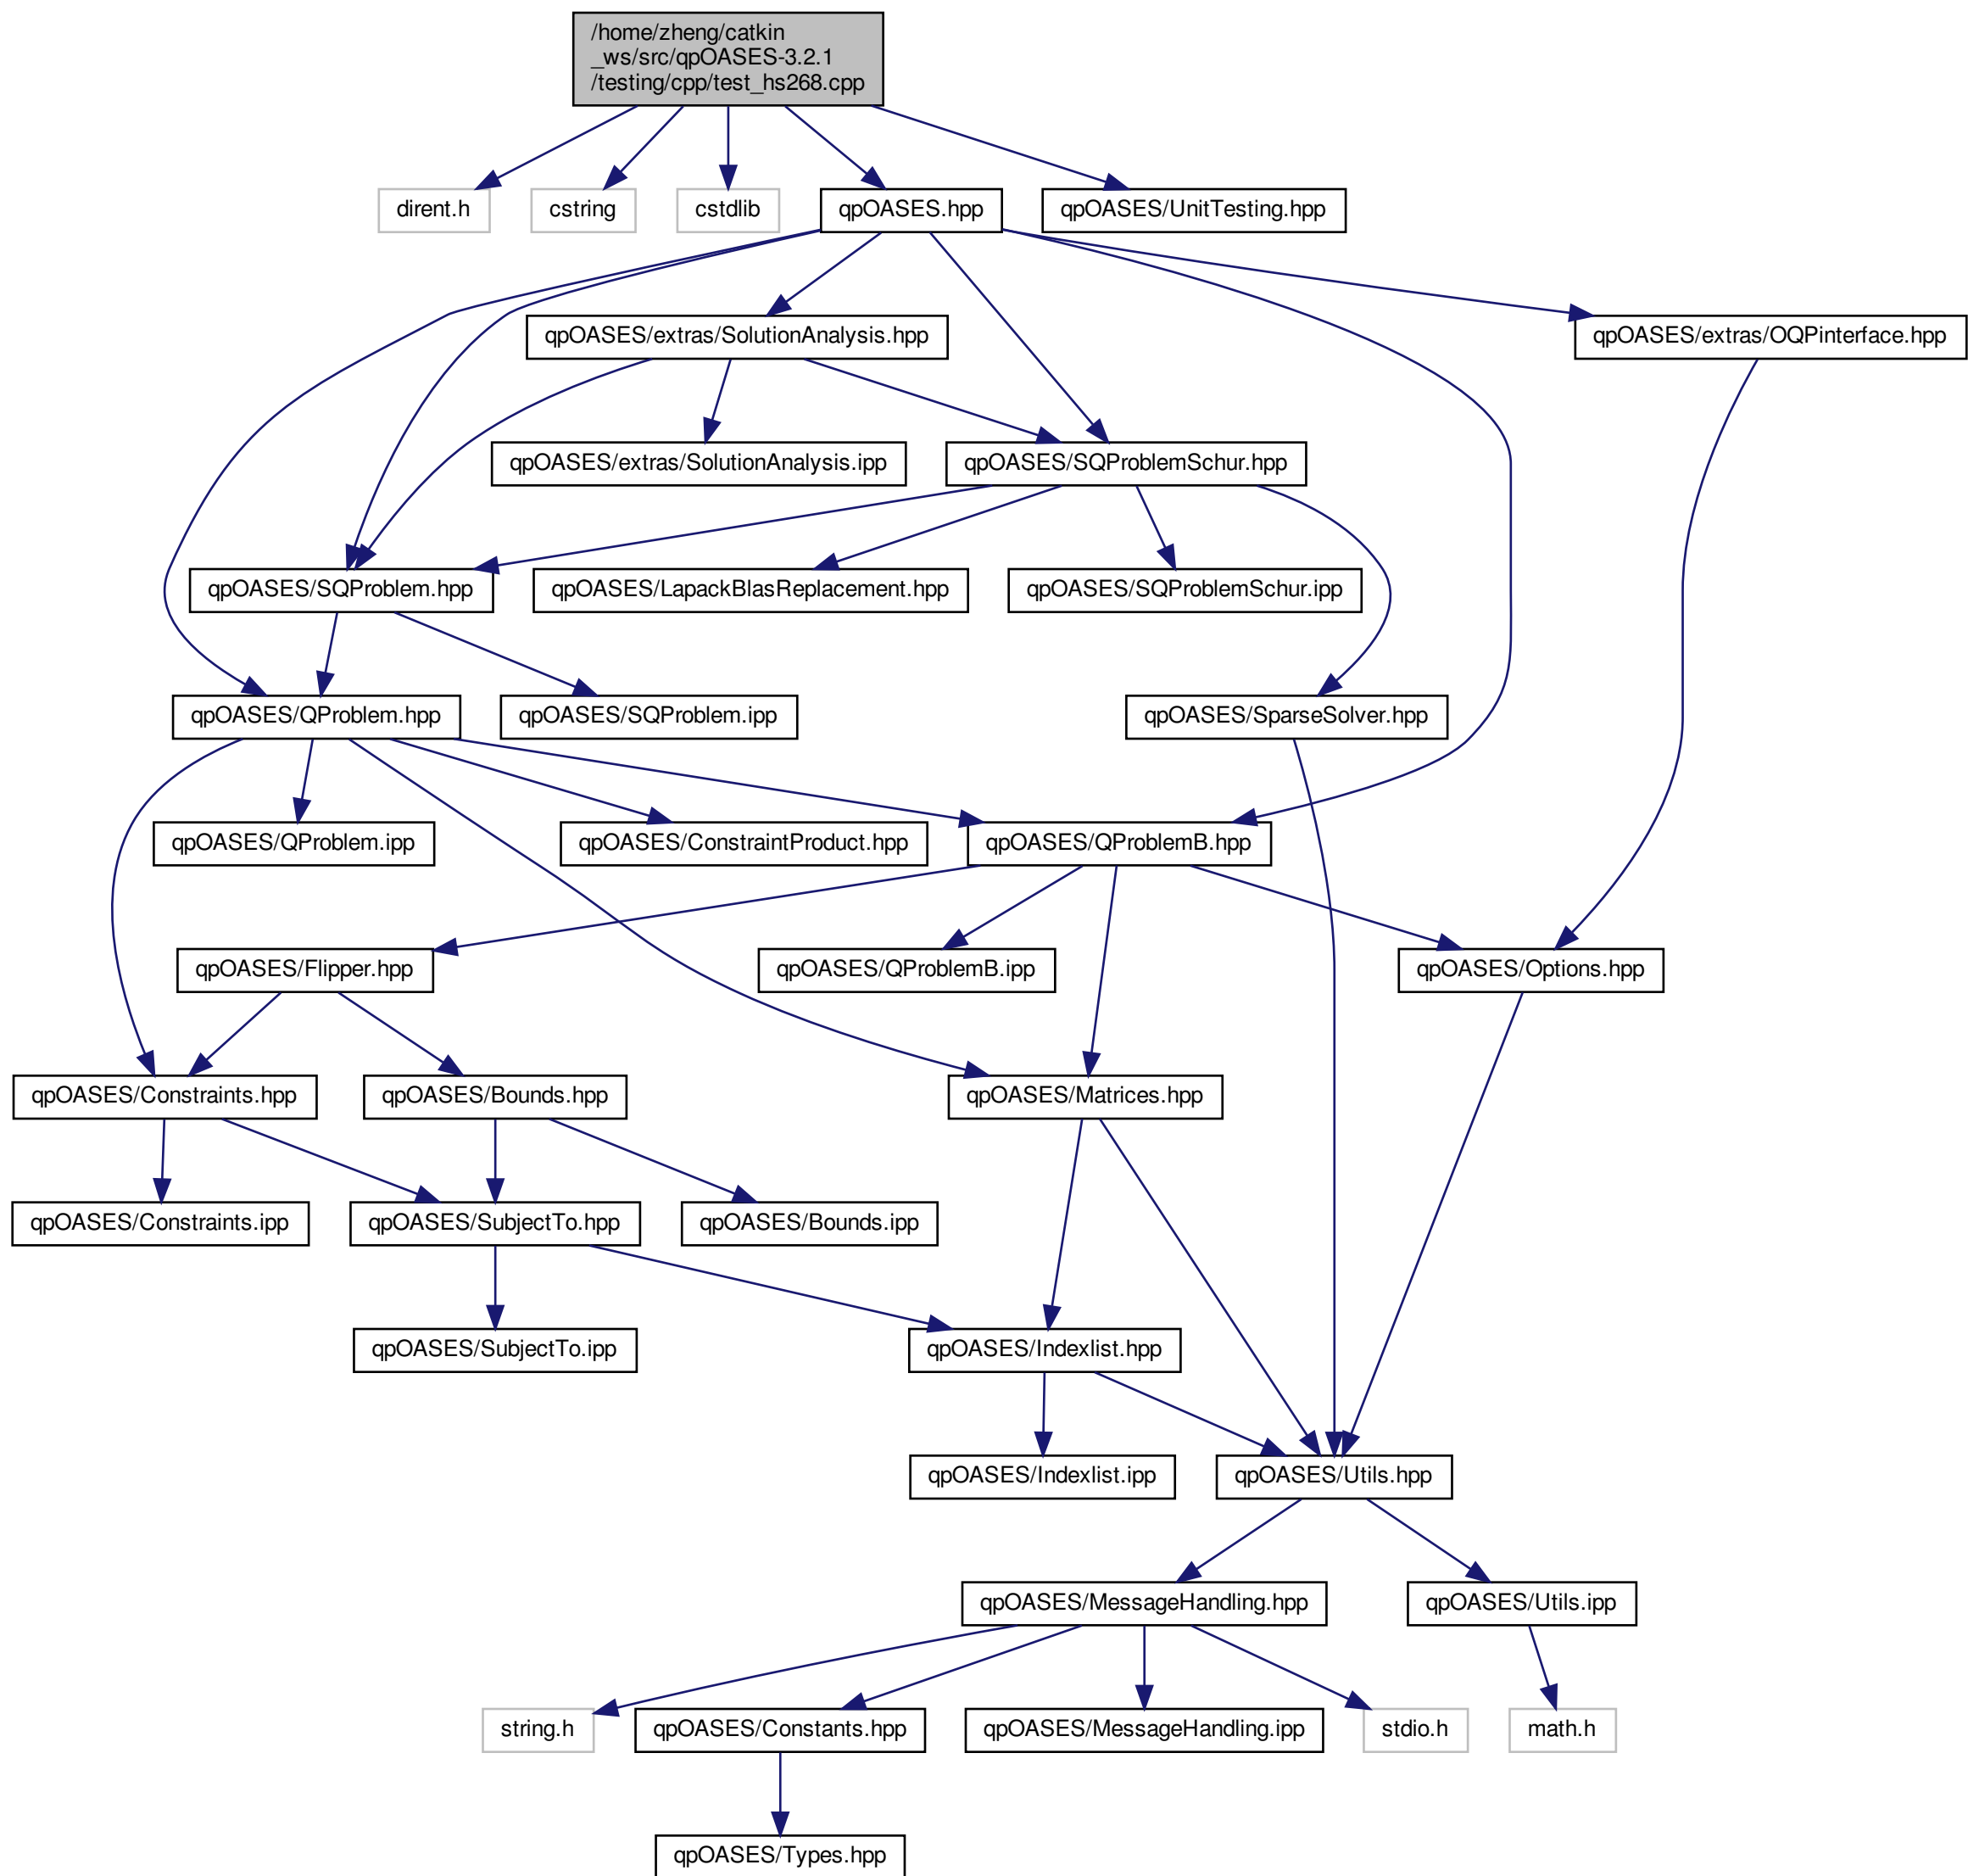 /home/zheng/catkin
_ws/src/qpOASES-3.2.1
/testing/cpp/test_hs268.cpp
dirent.h
cstring
cstdlib
qpOASES.hpp
qpOASES/UnitTesting.hpp
qpOASES/extras/SolutionAnalysis.hpp
qpOASES/extras/OQPinterface.hpp
qpOASES/extras/SolutionAnalysis.ipp
qpOASES/SQProblemSchur.hpp
qpOASES/SQProblem.hpp
qpOASES/LapackBlasReplacement.hpp
qpOASES/SQProblemSchur.ipp
qpOASES/QProblem.hpp
qpOASES/SQProblem.ipp
qpOASES/SparseSolver.hpp
qpOASES/QProblem.ipp
qpOASES/ConstraintProduct.hpp
qpOASES/QProblemB.hpp
qpOASES/Flipper.hpp
qpOASES/QProblemB.ipp
qpOASES/Options.hpp
qpOASES/Constraints.hpp
qpOASES/Bounds.hpp
qpOASES/Matrices.hpp
qpOASES/Constraints.ipp
qpOASES/SubjectTo.hpp
qpOASES/Bounds.ipp
qpOASES/SubjectTo.ipp
qpOASES/Indexlist.hpp
qpOASES/Indexlist.ipp
qpOASES/Utils.hpp
qpOASES/MessageHandling.hpp
qpOASES/Utils.ipp
string.h
qpOASES/Constants.hpp
qpOASES/MessageHandling.ipp
stdio.h
math.h
qpOASES/Types.hpp